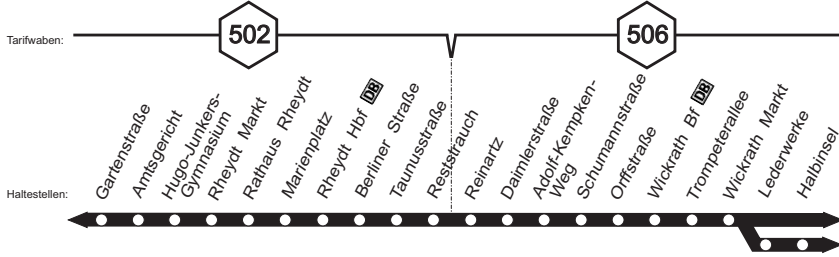 502
506
Tarifwaben:
Gartenstraße
Amtsgericht
Hugo-Junkers-
Gymnasium
Rheydt Markt
Rathaus Rheydt
Marienplatz
Rheydt Hbf DB
Berliner Straße
Taunusstraße
Reststrauch
Reinartz
Daimlerstraße
Adolf-Kempken-
Weg
Schumannstraße
Orffstraße
Wickrath Bf DB
Trompeterallee
Wickrath Markt
Lederwerke
Halbinsel
Haltestellen: